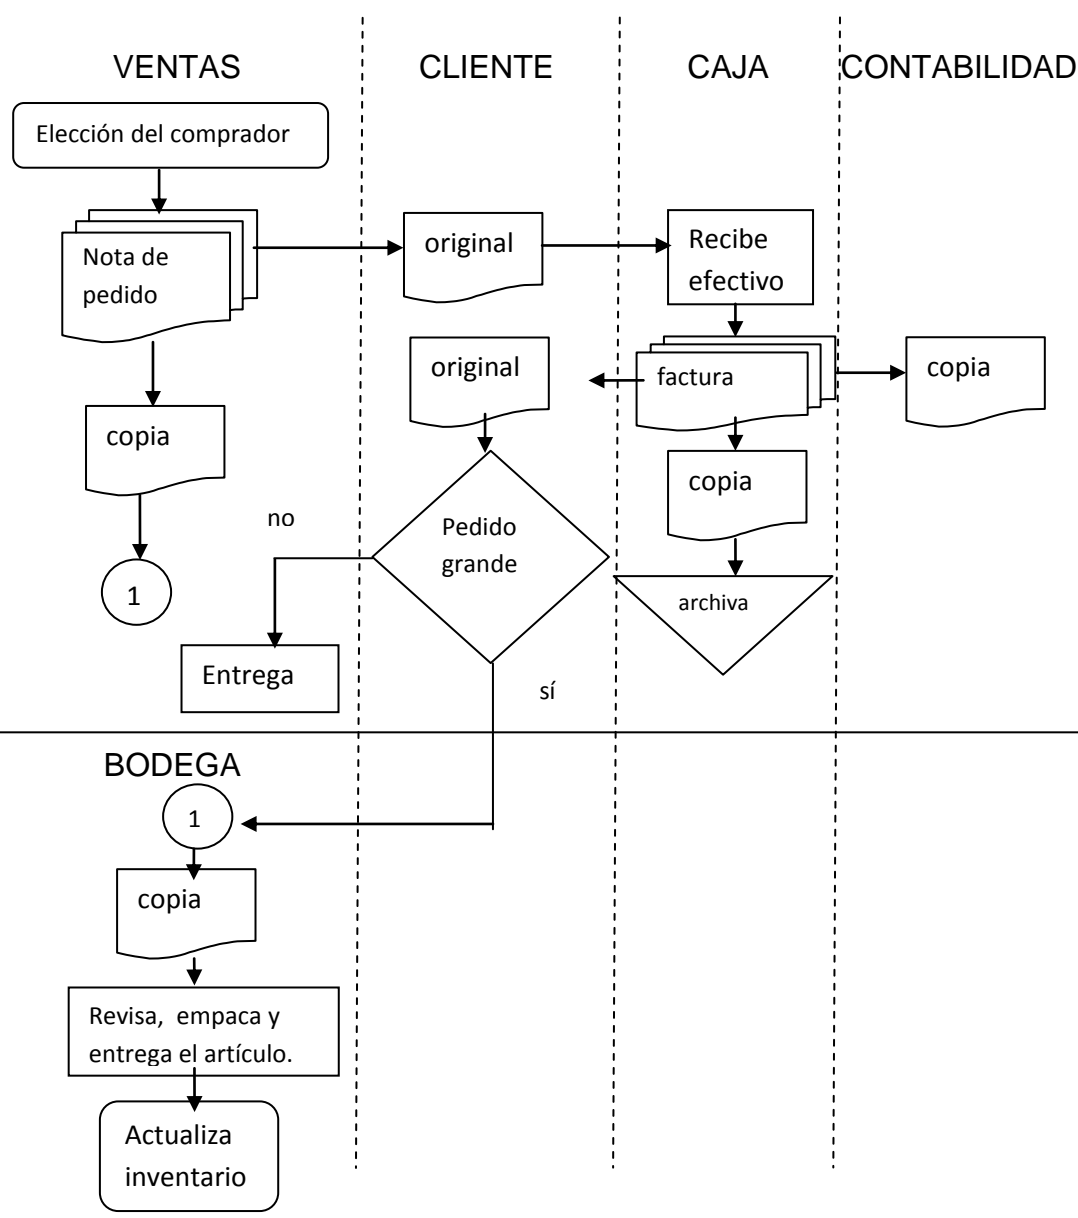 VENTAS
CLIENTE
CAJA
CONTABILIDAD
Elección del comprador
Nota de
pedido
original
Recibe
efectivo
original
factura
copia
copia
copia
no
Pedido
grande
1
archiva
Entrega
sí
BODEGA
1
copia
Revisa, empaca y
entrega el artículo.
Actualiza
inventario